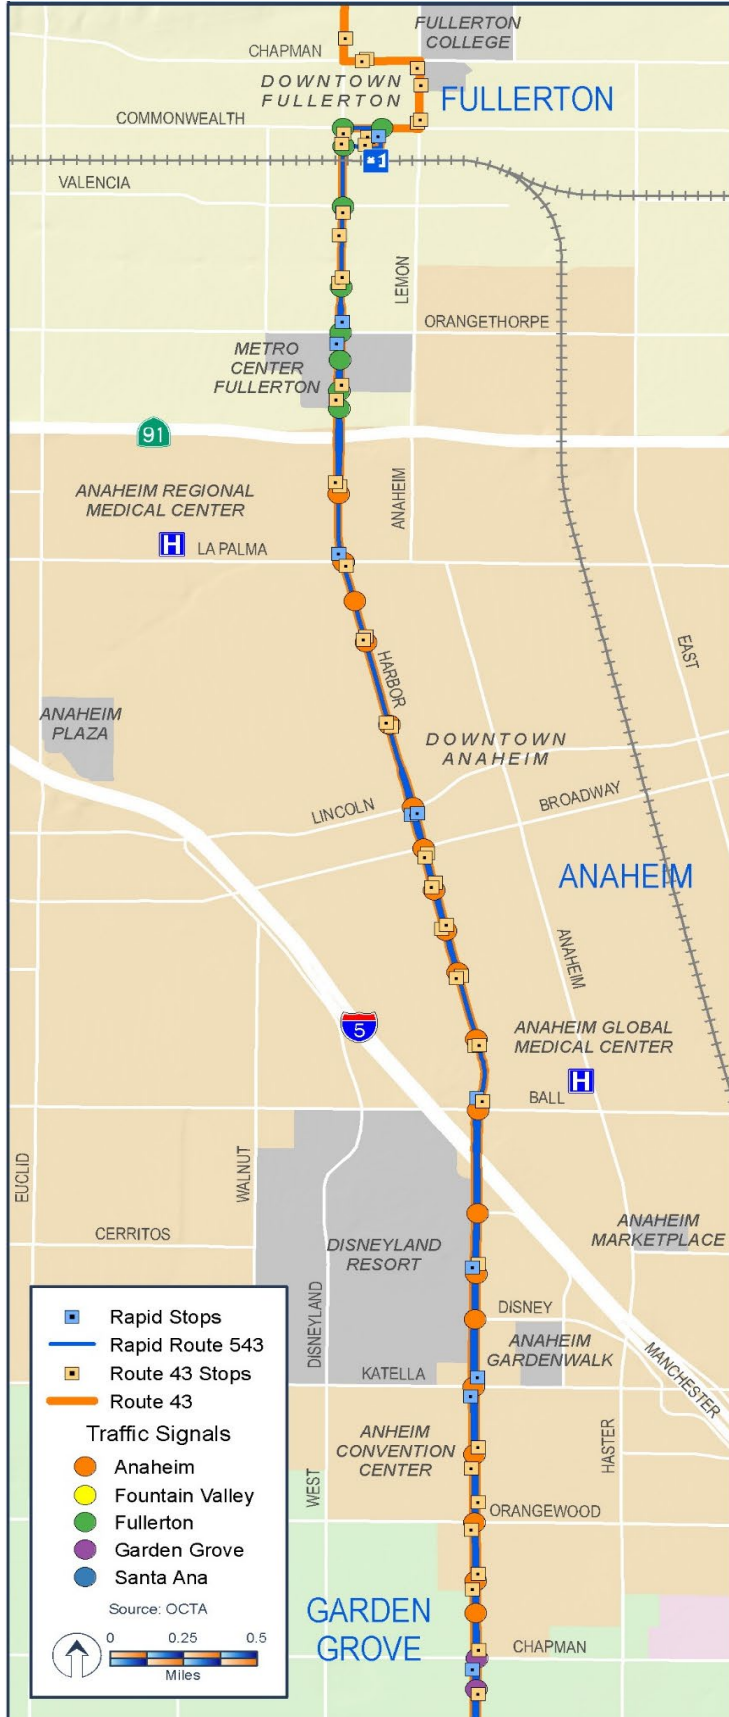 FULLERTON
COLLEGE
CHAPMAN
DOWNTOWN
FULLERTON
FULLERTON
COMMONWEALTH
1
VALENCIA
LEMON
ORANGETHORPE
METRO
CENTER
FULLERTON
91
ANAHEIM REGIONAL
MEDICAL CENTER
ANAHEIM
H
LA PALMA
HARBOR
EAST
ANAHEIM
PLAZA
DOWNTOWN
ANAHEIM
LINCOLN
BROADWAY
ANAHEIM
ANAHEIM
5
ANAHEIM GLOBAL
MEDICAL CENTER
H
BALL
EUCLID
WALNUT
CERRITOS
DISNEYLAND
RESORT
ANAHEIM
MARKETPLACE
DISNEYLAND
DISNEY
ANAHEIM
GARDENWALK
MANCHESTER
KATELLA
ANHEIM
CONVENTION
CENTER
HASTER
WEST
ORANGEWOOD
GARDEN
GROVE
CHAPMAN
Rapid Stops
Rapid Route 543
Route 43 Stops
Route 43
Traffic Signals
Anaheim
Fountain Valley
Fullerton
Garden Grove
Santa Ana
Source: OCTA
0 0.25 0.5
Miles